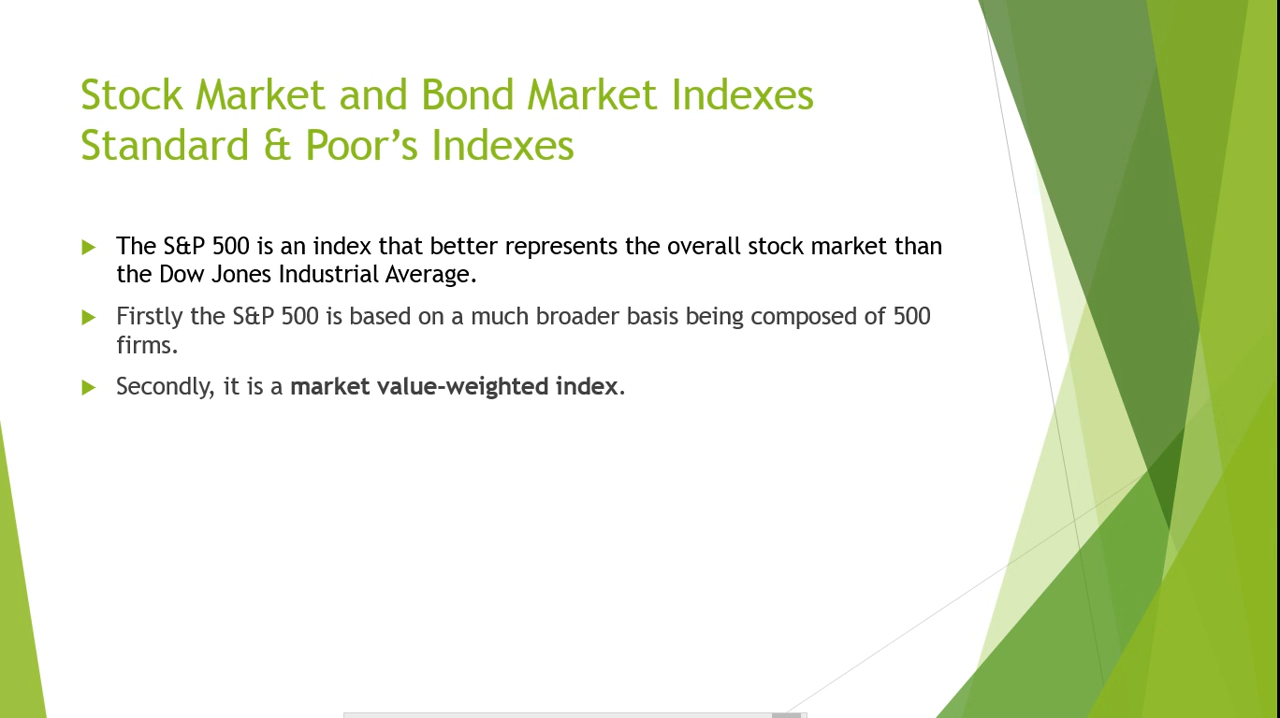 Stock Market and Bond Market Indexes
Standard & Poor’s Indexes
The S&P 500 is an index that better represents the overall stock market than
the Dow Jones Industrial Average.
Firstly the S&P 500 is based on a much broader basis being composed of 500
firms.
Secondly, it is a market value-weighted index.